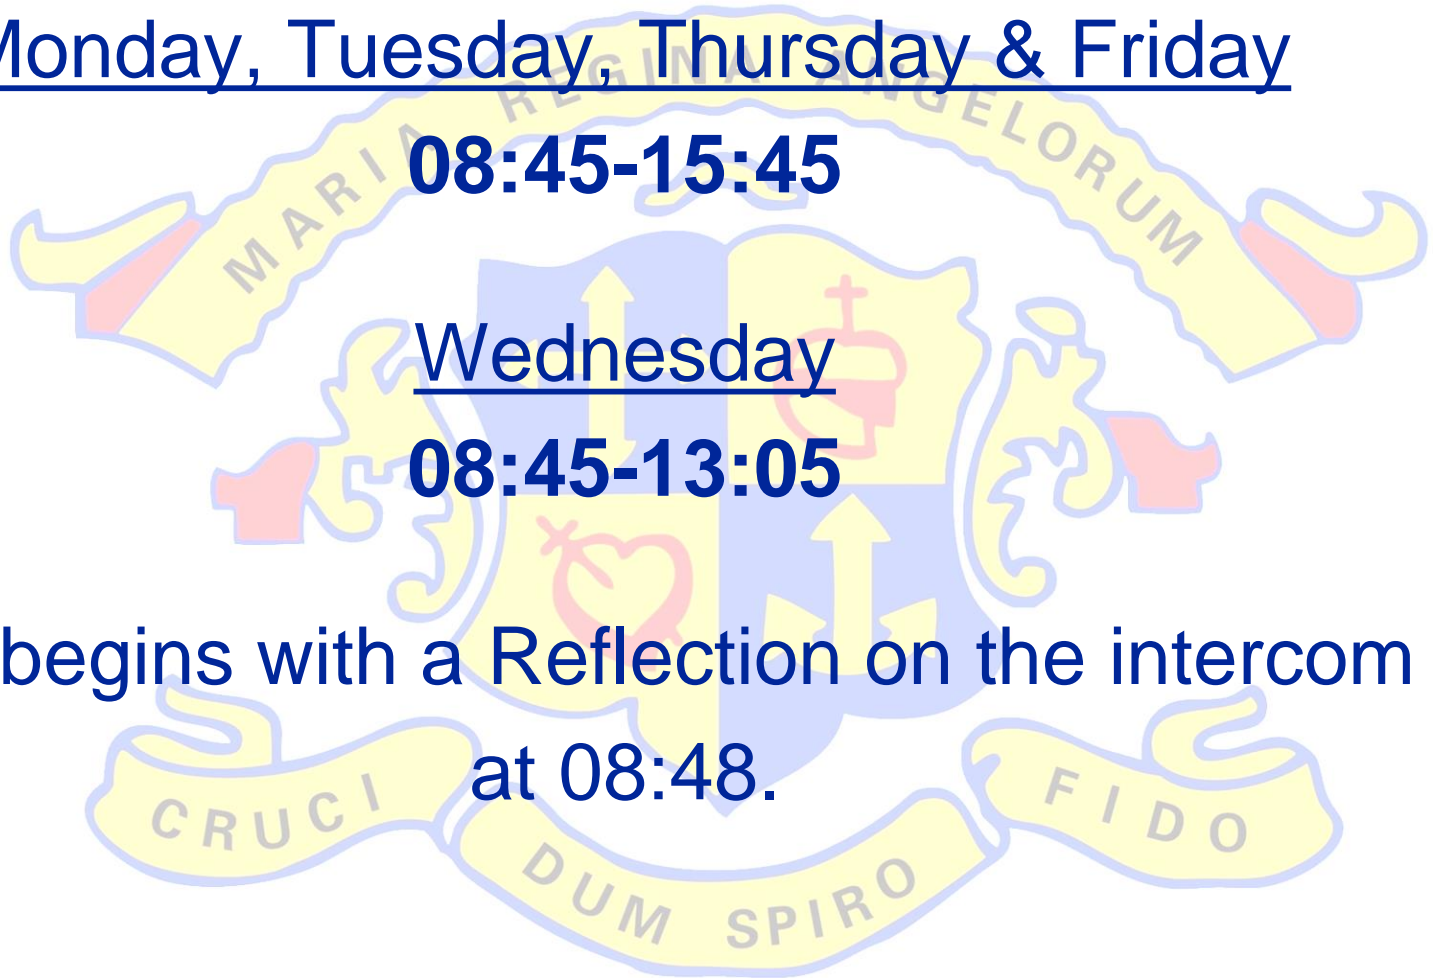 Monday, Tuesday, Thursday & Friday
08:45-15:45
Wednesday
08:45-13:05
begins with a Reflection on the intercom
at 08:48.
MARIA REGINA ANGELORUM
CRUCI DUM SPIRO FIDO